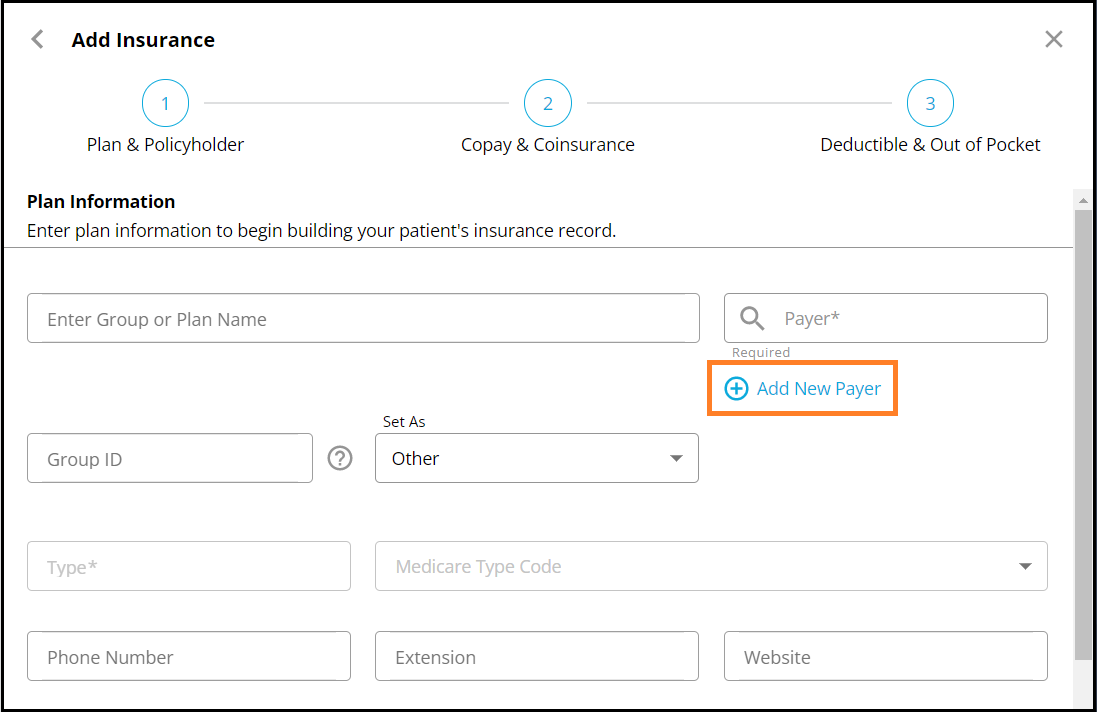 Add Insurance
1
2
3
Plan & Policyholder
Copay & Coinsurance
Deductible & Out of Pocket
Plan Information
Enter plan information to begin building your patient's insurance record.
Enter Group or Plan Name
Payer*
Required
Add New Payer
Set As
Group ID
?
Other
Type*
Medicare Type Code
Phone Number
Extension
Website